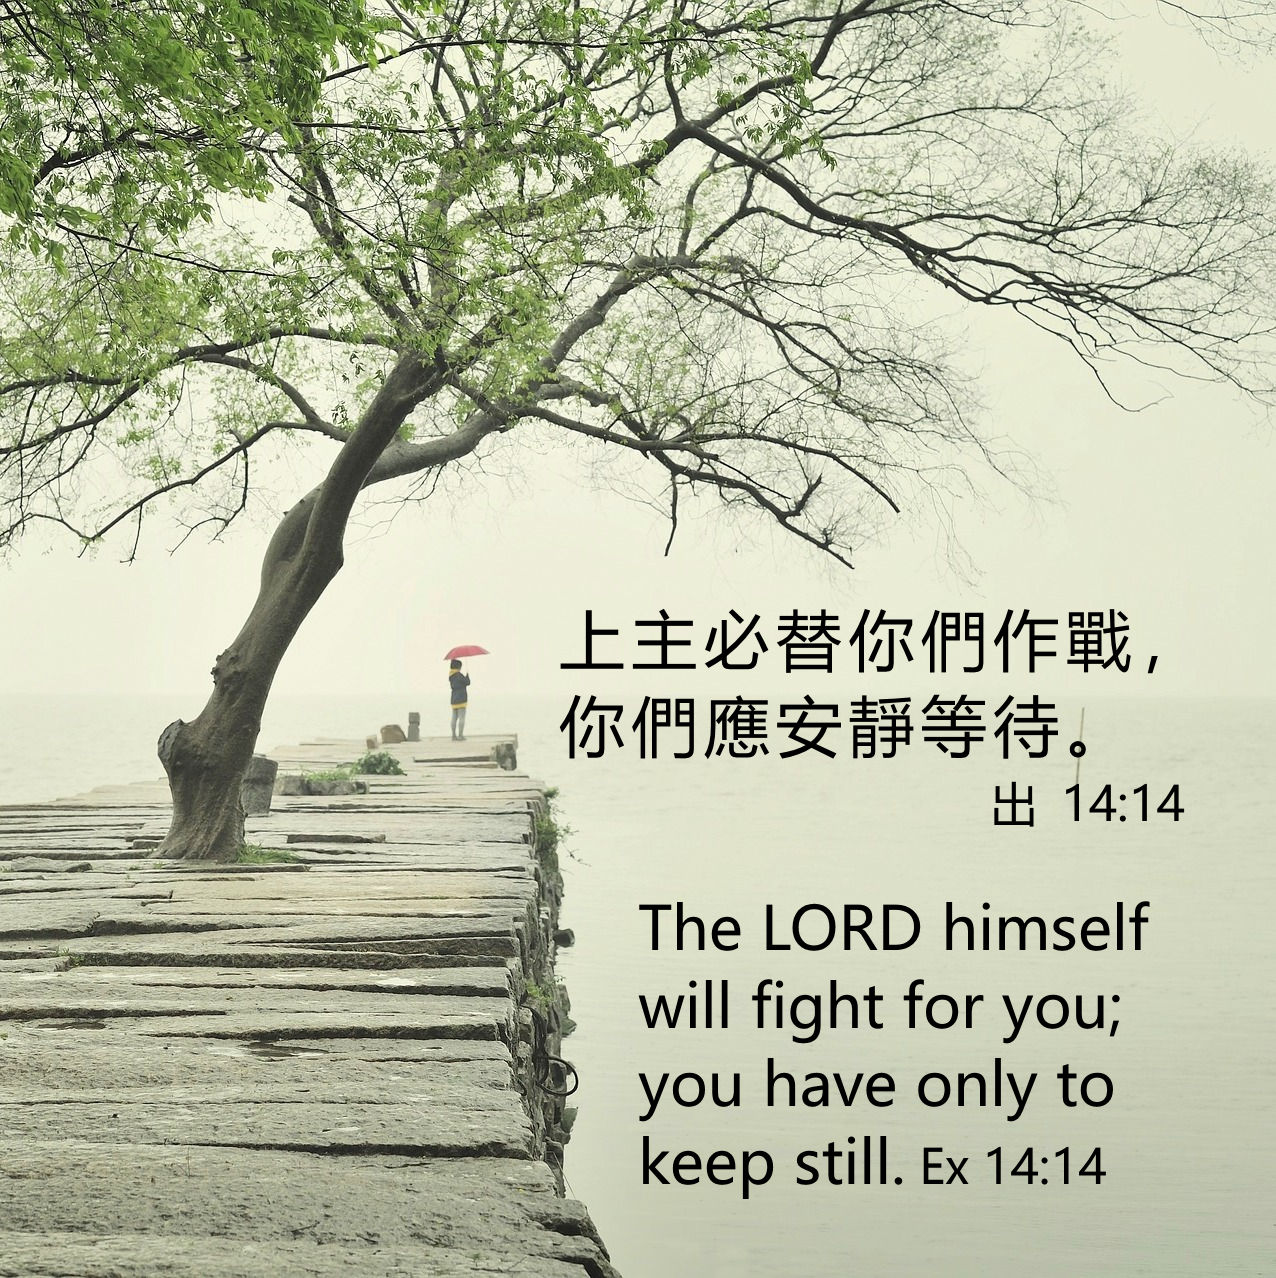 上主必替你們作戰，
你們應安靜等待。
出 14:14
The LORD himself
will fight for you;
you have only to
keep still. Ex 14:14